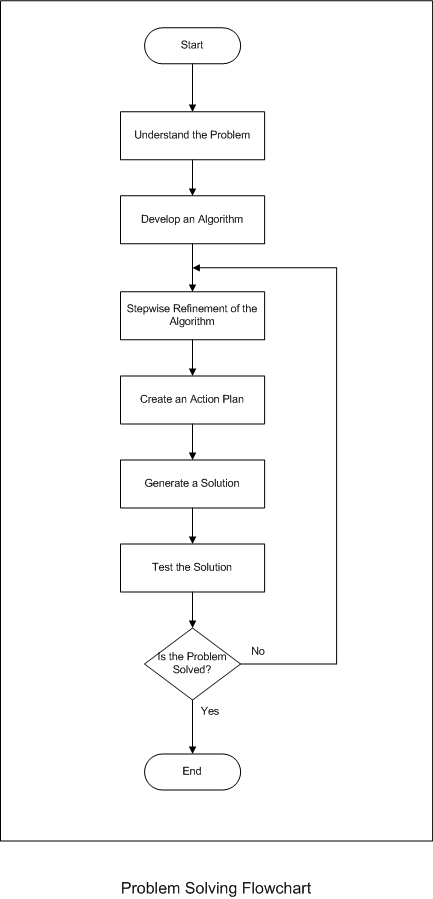 Start
Understand the Problem
Develop an Algorithm
Stepwise Refinement of the
Algorithm
Create an Action Plan
Generate a Solution
Test the Solution
Is the Problem
Solved?
No
Yes
End
Problem Solving Flowchart